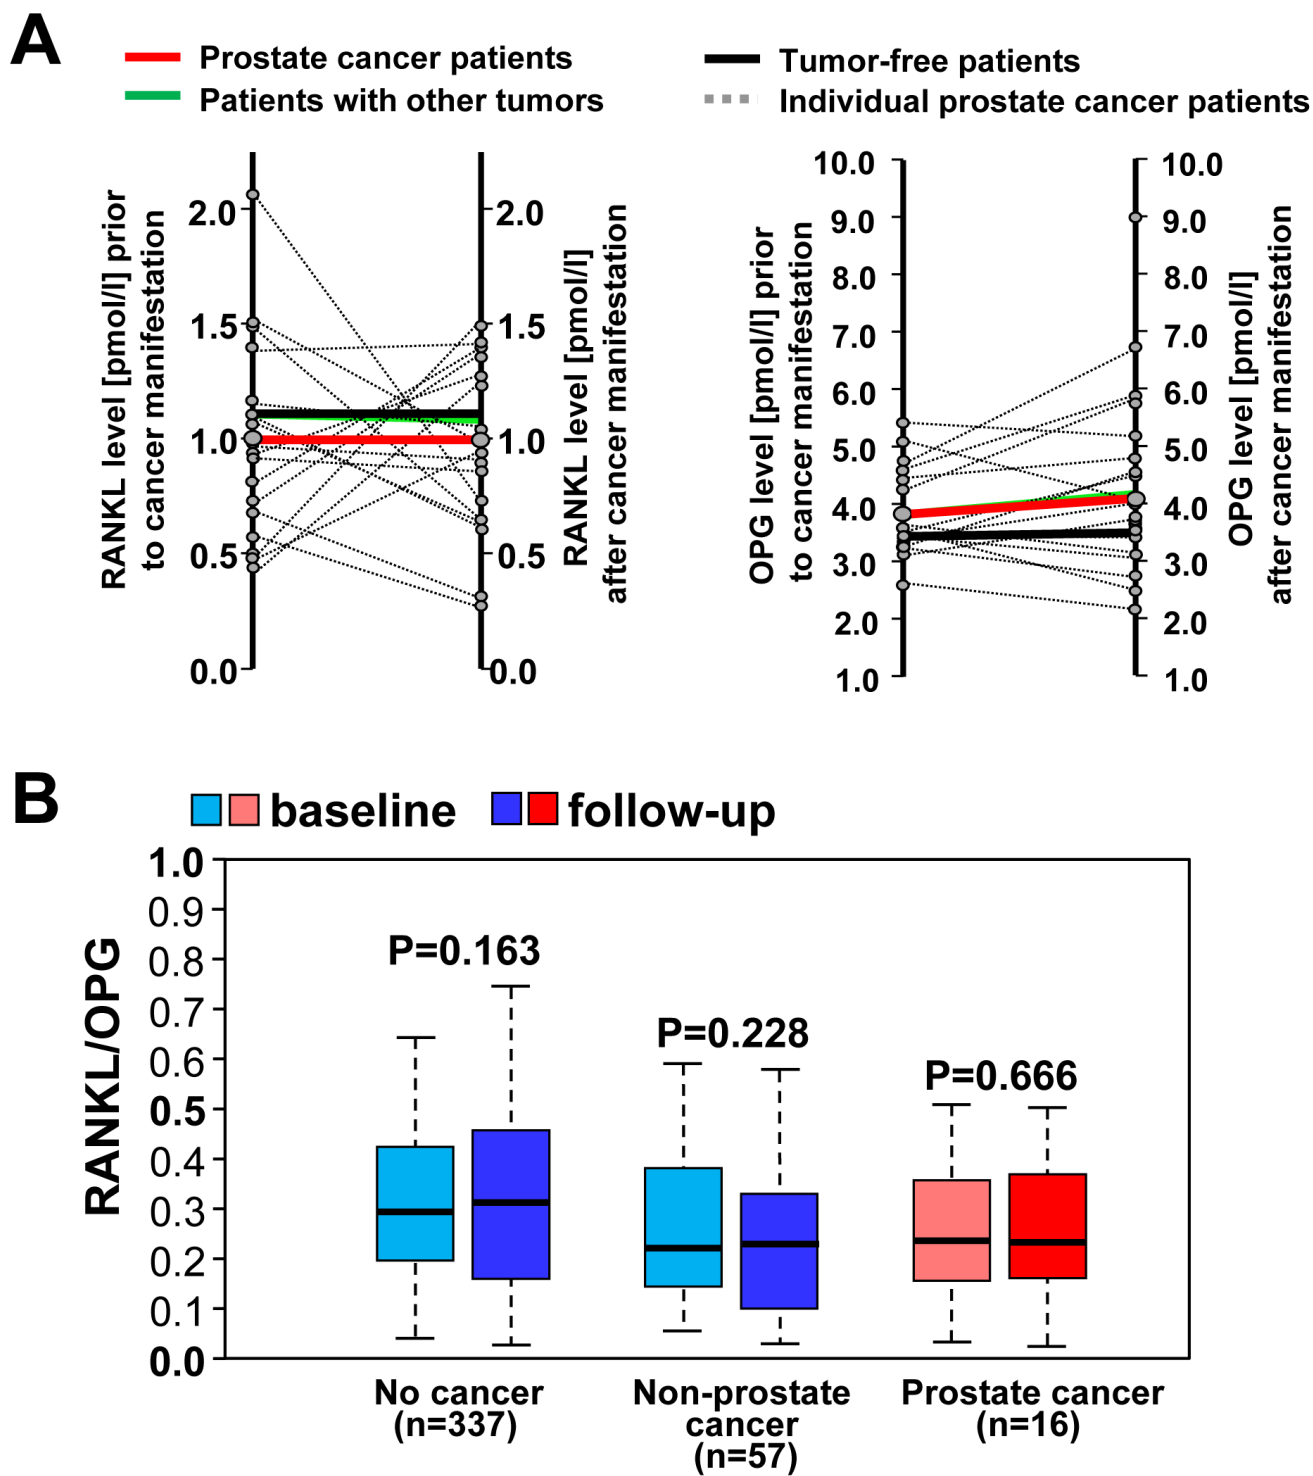 A
Prostate cancer patients
Patients with other tumors
Tumor-free patients
Individual prostate cancer patients
RANKL level [pmol/l] prior
to cancer manifestation
2.0
1.5
1.0
0.5
0.0
2.0
1.5
1.0
0.5
0.0
RANKL level [pmol/l]
after cancer manifestation
OPG level [pmol/l] prior
to cancer manifestation
10.0
9.0
8.0
7.0
6.0
5.0
4.0
3.0
2.0
1.0
10.0
9.0
8.0
7.0
6.0
5.0
4.0
3.0
2.0
1.0
OPG level [pmol/l]
after cancer manifestation
B
baseline
follow-up
RANKL/OPG
1.0
0.9
0.8
0.7
0.6
0.5
0.4
0.3
0.2
0.1
0.0
P=0.163
P=0.228
P=0.666
No cancer
(n=337)
Non-prostate
cancer
(n=57)
Prostate cancer
(n=16)